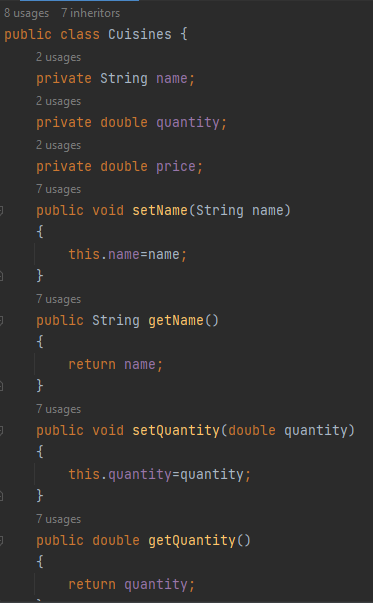 8 usages 7 inheritors
public class Cuisines {
2 usages
private String name;
2 usages
private double quantity;
2 usages
private double price;
7 usages
public void setName(String name)
{
this.name=name;
}
7 usages
public String getName()
{
return name;
}
7 usages
public void setQuantity(double quantity)
{
this.quantity=quantity;
}
7 usages
public double getQuantity()
{
return quantity;
}